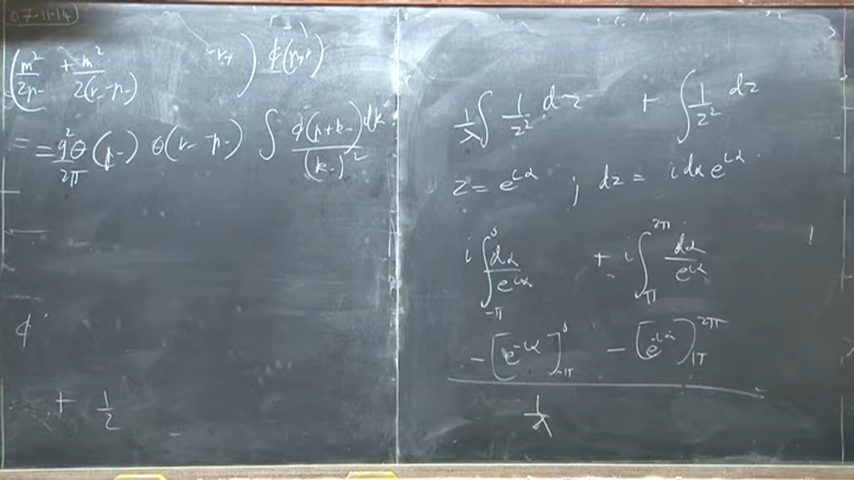 07-11-14
( m²/2p₋ + m²/2(r₋-p₋) - r₊ ) ϕ(p,r)
= = g²/2π θ(p₋) θ(r₋-p₋) ∫ ϕ(p+k₋)dk₋/(k₋)²
ϕ
+ 1/2
1/λ ∫ 1/z² dz + ∫ 1/z² dz
z = e^{iα} ; dz = i dα e^{iα}
i ∫_{-π}^{0} dα/e^{iα} + i ∫_{π}^{2π} dα/e^{iα}
- [e^{-iα}]_{-π}^{0} - [e^{-iα}]_{π}^{2π}
1/λ